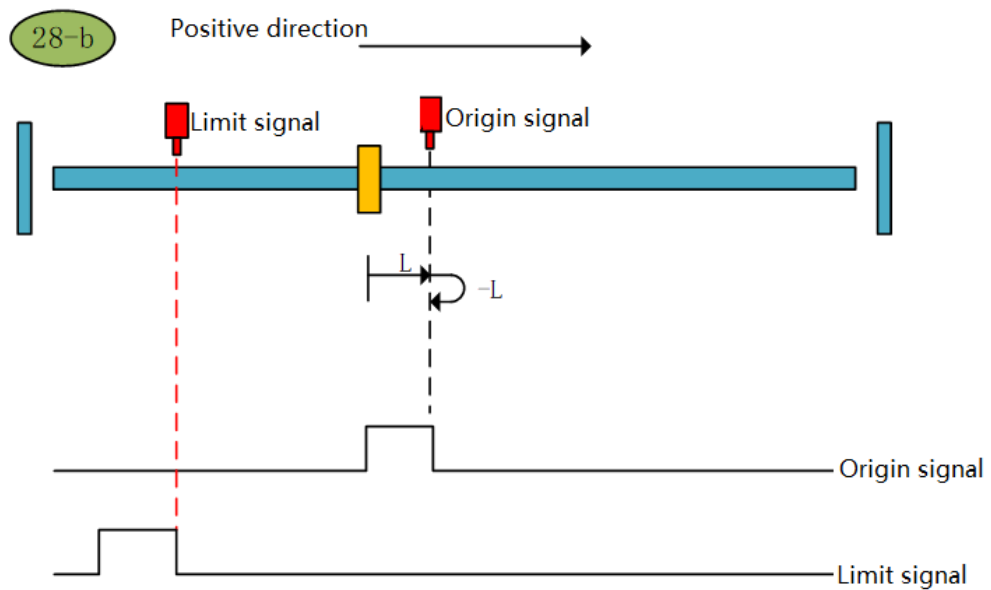 28-b
Positive direction
Limit signal
Origin signal
L
-L
Origin signal
Limit signal